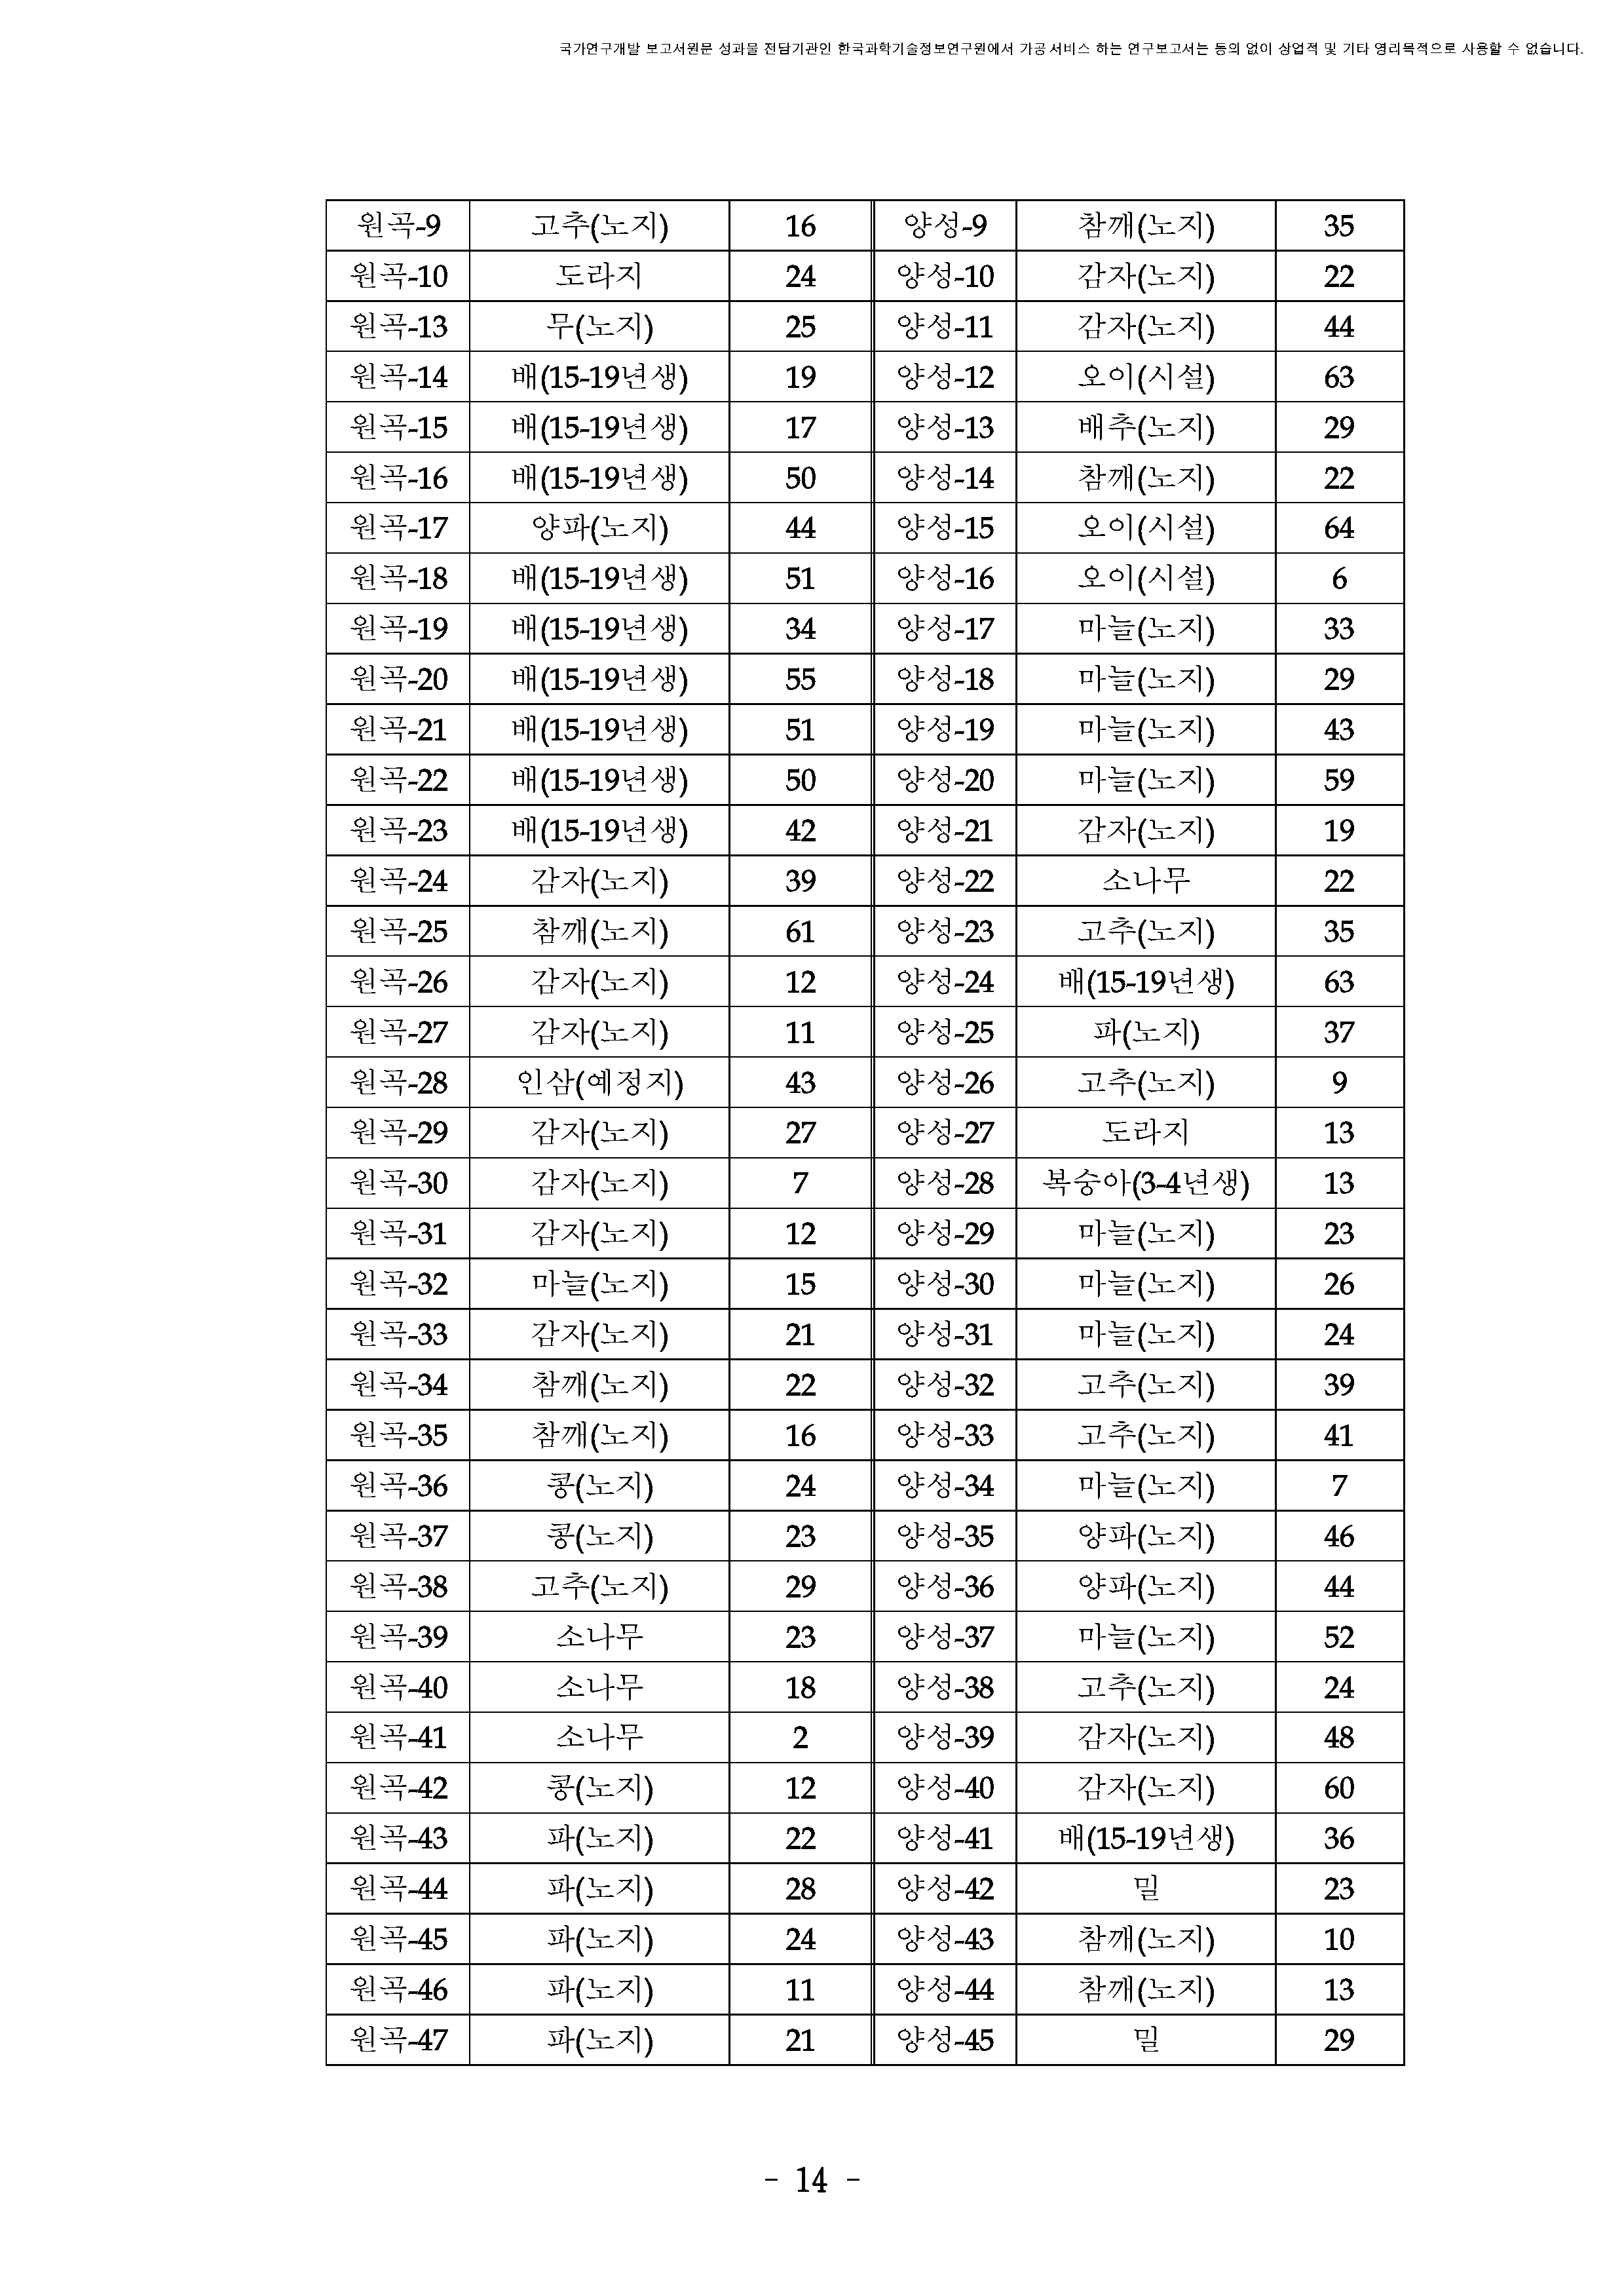 국가연구개발 보고서원문 성과물 전담기관인 한국과학기술정보연구원에서 가공·서비스 하는 연구보고서는 동의 없이 상업적 및 기타 영리목적으로 사용할 수 없습니다.
원곡-9 고추(노지) 16 양성-9 참깨(노지) 35
원곡-10 도라지 24 양성-10 감자(노지) 22
원곡-13 무(노지) 25 양성-11 감자(노지) 44
원곡-14 배(15-19년생) 19 양성-12 오이(시설) 63
원곡-15 배(15-19년생) 17 양성-13 배추(노지) 29
원곡-16 배(15-19년생) 50 양성-14 참깨(노지) 22
원곡-17 양파(노지) 44 양성-15 오이(시설) 64
원곡-18 배(15-19년생) 51 양성-16 오이(시설) 6
원곡-19 배(15-19년생) 34 양성-17 마늘(노지) 33
원곡-20 배(15-19년생) 55 양성-18 마늘(노지) 29
원곡-21 배(15-19년생) 51 양성-19 마늘(노지) 43
원곡-22 배(15-19년생) 50 양성-20 마늘(노지) 59
원곡-23 배(15-19년생) 42 양성-21 감자(노지) 19
원곡-24 감자(노지) 39 양성-22 소나무 22
원곡-25 참깨(노지) 61 양성-23 고추(노지) 35
원곡-26 감자(노지) 12 양성-24 배(15-19년생) 63
원곡-27 감자(노지) 11 양성-25 파(노지) 37
원곡-28 인삼(예정지) 43 양성-26 고추(노지) 9
원곡-29 감자(노지) 27 양성-27 도라지 13
원곡-30 감자(노지) 7 양성-28 복숭아(3-4년생) 13
원곡-31 감자(노지) 12 양성-29 마늘(노지) 23
원곡-32 마늘(노지) 15 양성-30 마늘(노지) 26
원곡-33 감자(노지) 21 양성-31 마늘(노지) 24
원곡-34 참깨(노지) 22 양성-32 고추(노지) 39
원곡-35 참깨(노지) 16 양성-33 고추(노지) 41
원곡-36 콩(노지) 24 양성-34 마늘(노지) 7
원곡-37 콩(노지) 23 양성-35 양파(노지) 46
원곡-38 고추(노지) 29 양성-36 양파(노지) 44
원곡-39 소나무 23 양성-37 마늘(노지) 52
원곡-40 소나무 18 양성-38 고추(노지) 24
원곡-41 소나무 2 양성-39 감자(노지) 48
원곡-42 콩(노지) 12 양성-40 감자(노지) 60
원곡-43 파(노지) 22 양성-41 배(15-19년생) 36
원곡-44 파(노지) 28 양성-42 밀 23
원곡-45 파(노지) 24 양성-43 참깨(노지) 10
원곡-46 파(노지) 11 양성-44 참깨(노지) 13
원곡-47 파(노지) 21 양성-45 밀 29
- 14 -